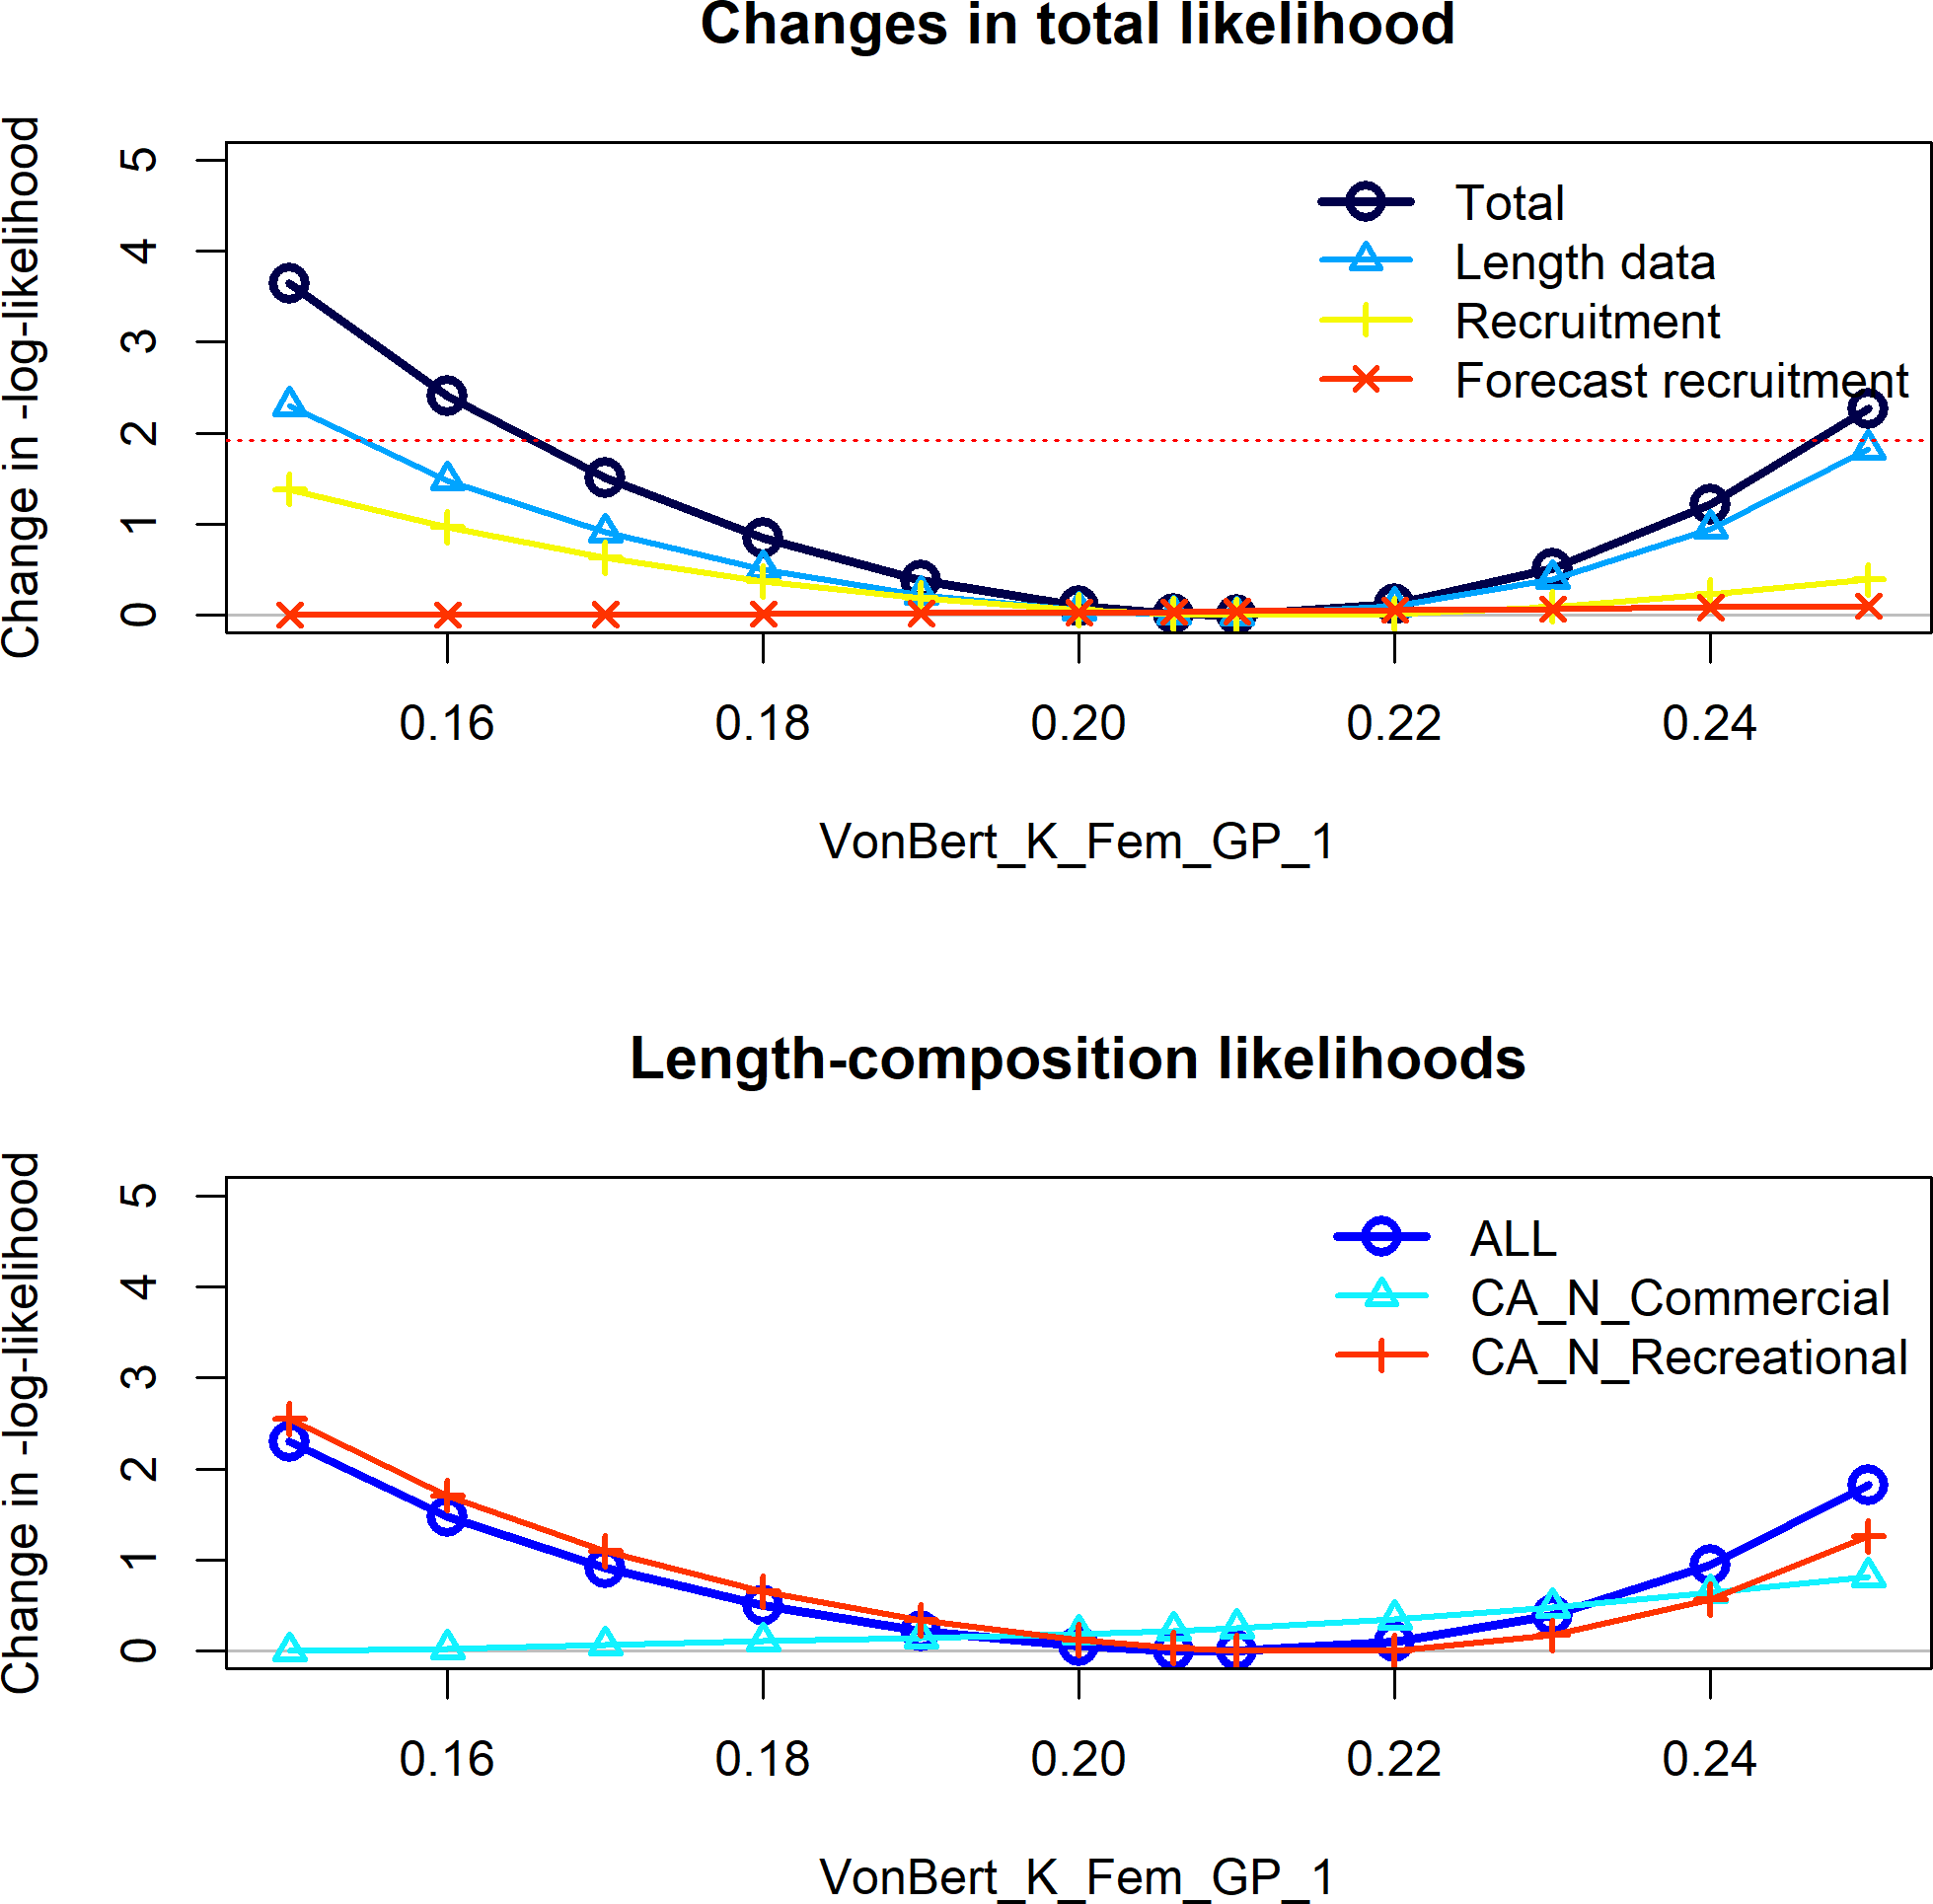 Changes in total likelihood
Change in -log-likelihood
5
4
3
2
1
0
Total
Length data
Recruitment
Forecast recruitment
0.16 0.18 0.20 0.22 0.24
VonBert_K_Fem_GP_1
Length-composition likelihoods
Change in -log-likelihood
5
4
3
2
1
0
ALL
CA_N_Commercial
CA_N_Recreational
0.16 0.18 0.20 0.22 0.24
VonBert_K_Fem_GP_1